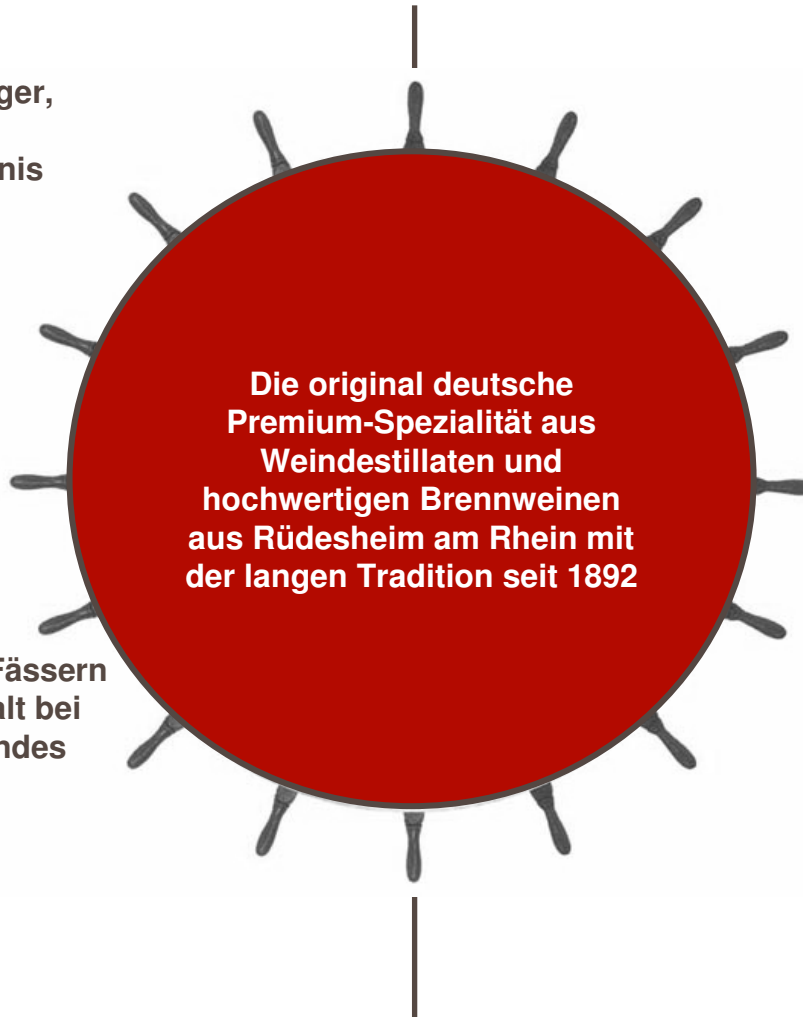 ger,
nis
Die original deutsche
Premium-Spezialität aus
Weindestillaten und
hochwertigen Brennweinen
aus Rüdesheim am Rhein mit
der langen Tradition seit 1892
Fässern
alt bei
ndes